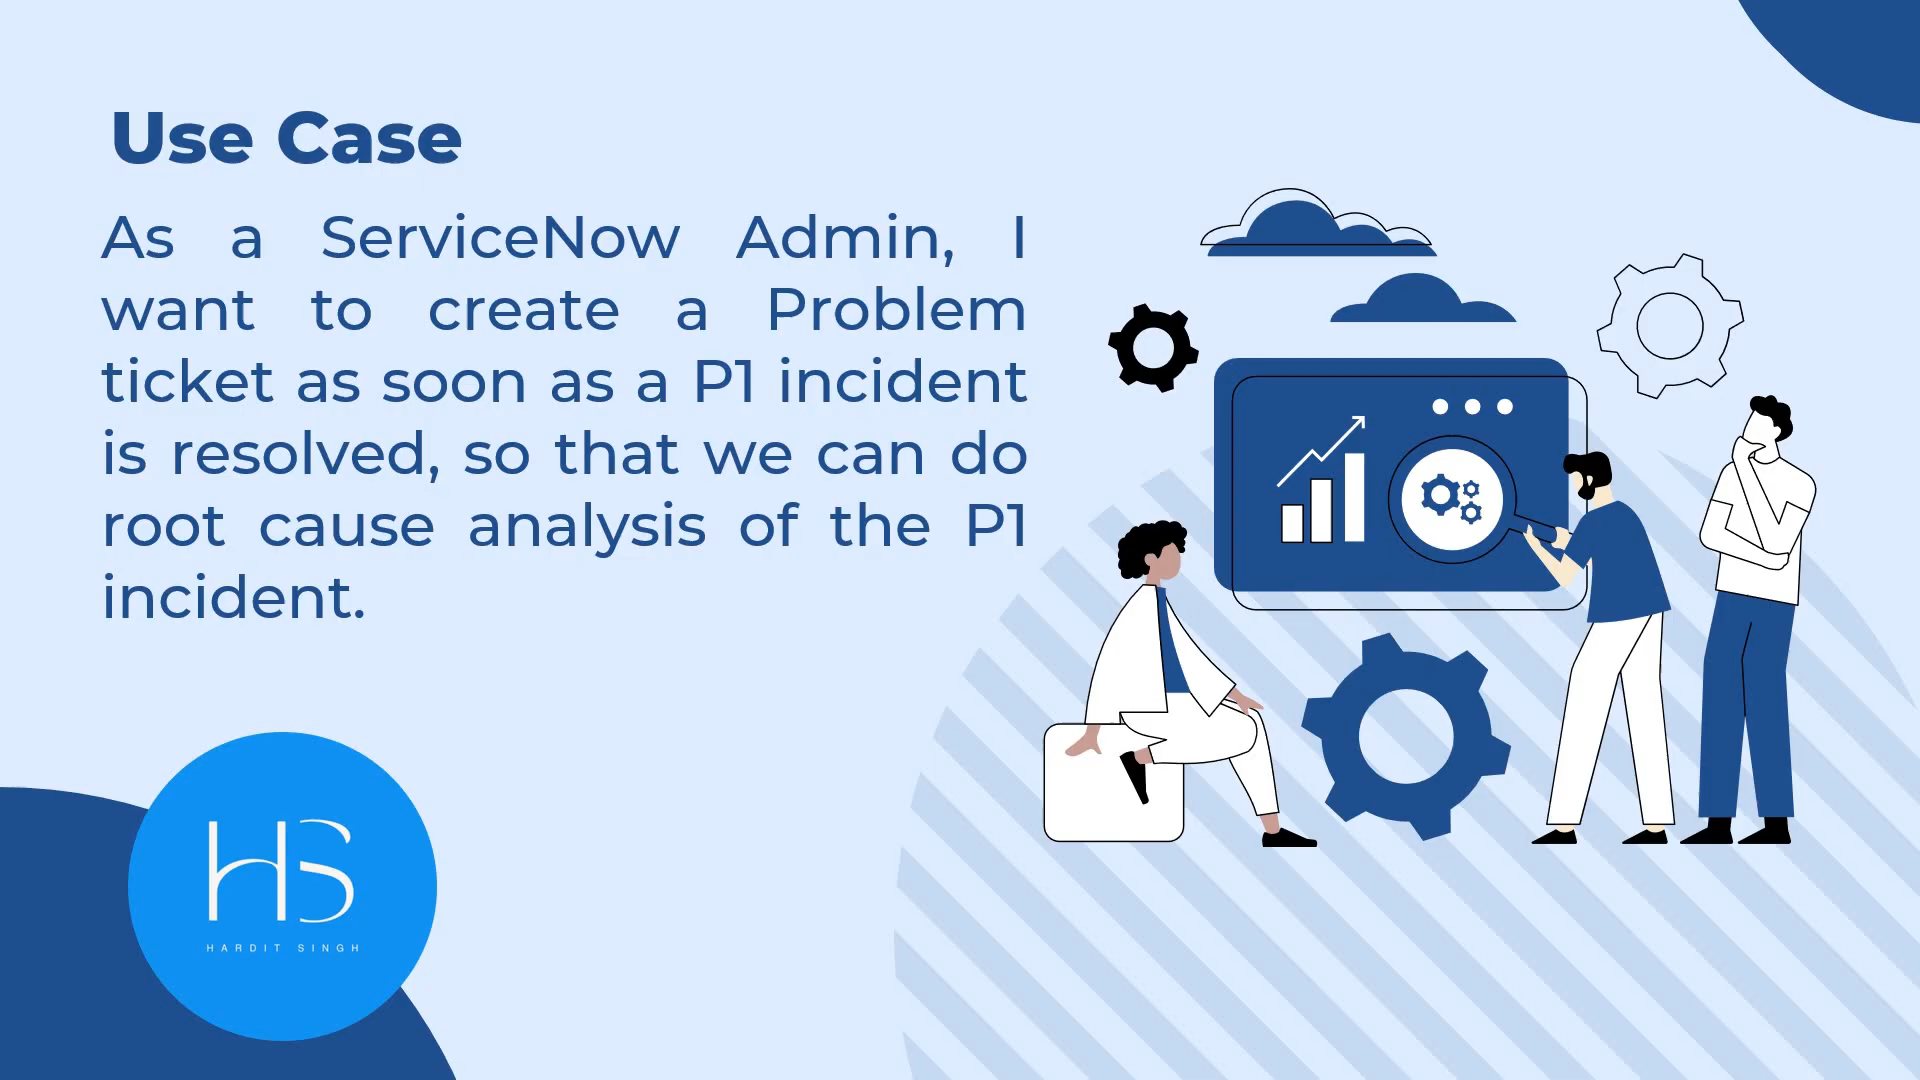 Use Case
As a ServiceNow Admin, I
want to create a Problem
ticket as soon as a P1 incident
is resolved, so that we can do
root cause analysis of the P1
incident.
HS
HARDIT SINGH